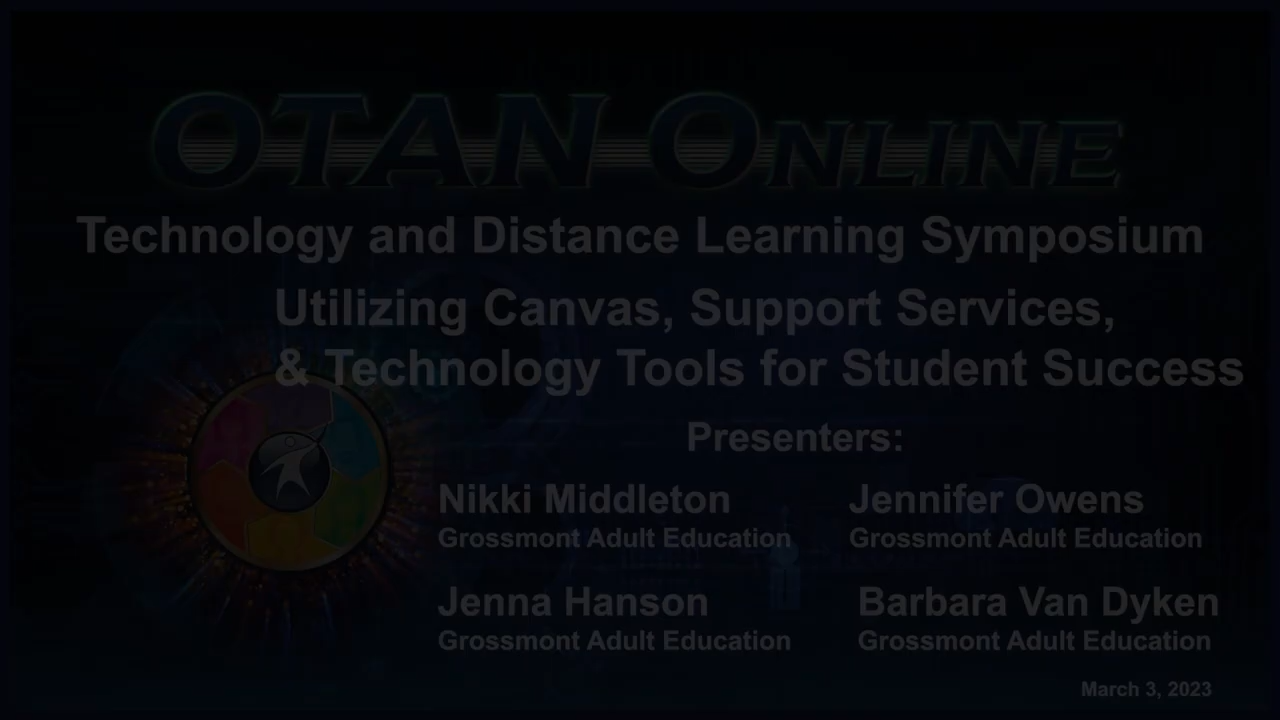 OTAN ONLINE
Technology and Distance Learning Symposium
Utilizing Canvas, Support Services,
& Technology Tools for Student Success
Presenters:
Nikki Middleton
Grossmont Adult Education
Jennifer Owens
Grossmont Adult Education
Jenna Hanson
Grossmont Adult Education
Barbara Van Dyken
Grossmont Adult Education
March 3, 2023